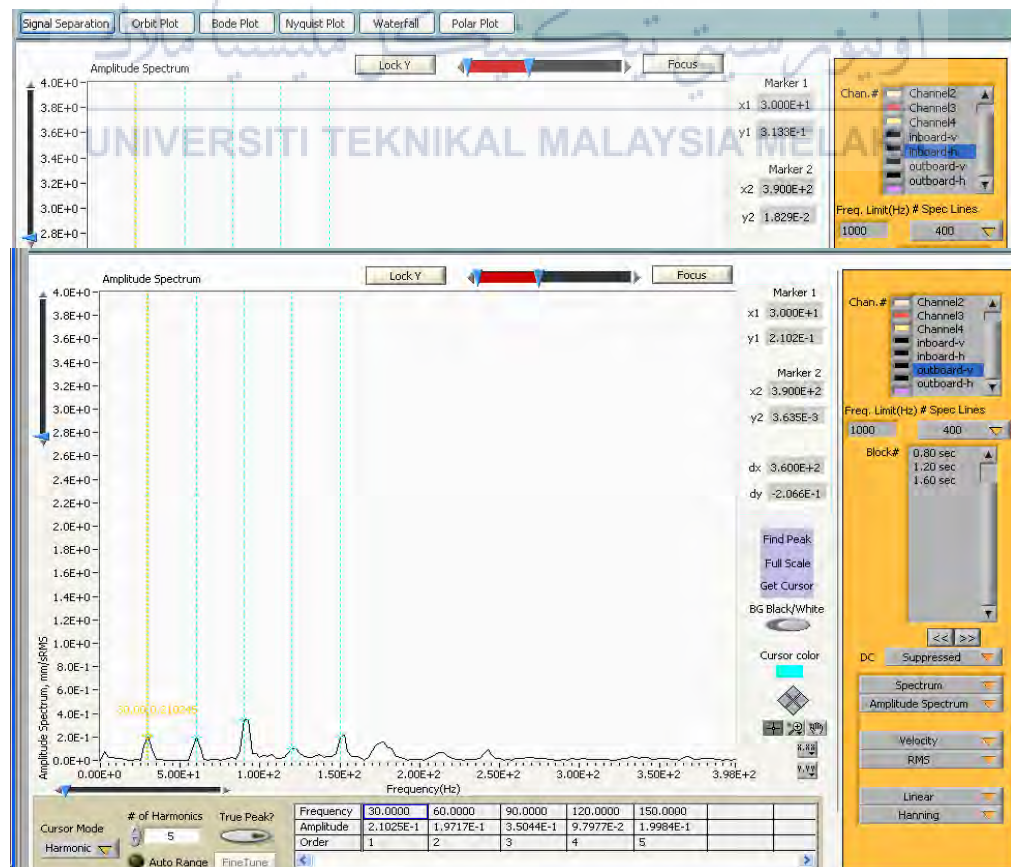 Signal Separation Orbit Plot Bode Plot Nyquist Plot Waterfall Polar Plot
اونيورسيتي تيكنيكل مليسيا ملاك
UNIVERSITI TEKNIKAL MALAYSIA MELAK
Amplitude Spectrum Lock Y Focus
4.0E+0
3.8E+0
3.6E+0
3.4E+0
3.2E+0
3.0E+0
2.8E+0
Marker 1
x1 3.000E+1
y1 3.133E-1
Marker 2
x2 3.900E+2
y2 1.829E-2
Chan.# Channel2
Channel3
Channel4
inboard-v
inboard-h
outboard-v
outboard-h
Freq. Limit(Hz) # Spec Lines
1000 400
Amplitude Spectrum Lock Y Focus
4.0E+0
3.8E+0
3.6E+0
3.4E+0
3.2E+0
3.0E+0
2.8E+0
2.6E+0
2.4E+0
2.2E+0
2.0E+0
1.8E+0
1.6E+0
1.4E+0
1.2E+0
1.0E+0
8.0E-1
6.0E-1
4.0E-1
2.0E-1
0.0E+0
Amplitude Spectrum, mm/sRMS
0.00E+0 5.00E+1 1.00E+2 1.50E+2 2.00E+2 2.50E+2 3.00E+2 3.50E+2 3.98E+2
Frequency(Hz)
Marker 1
x1 3.000E+1
y1 2.102E-1
Marker 2
x2 3.900E+2
y2 3.635E-3
dx 3.600E+2
dy -2.066E-1
Find Peak
Full Scale
Get Cursor
BG Black/White
Cursor color
X.XX
Y.YY
Chan.# Channel2
Channel3
Channel4
inboard-v
inboard-h
outboard-v
outboard-h
Freq. Limit(Hz) # Spec Lines
1000 400
Block# 0.80 sec
1.20 sec
1.60 sec
<< >>
DC Suppressed
Spectrum
Amplitude Spectrum
Velocity
RMS
Linear
Hanning
Cursor Mode
Harmonic
# of Harmonics
5
True Peak?
Auto Range FineTune
Frequency 30.0000 60.0000 90.0000 120.0000 150.0000
Amplitude 2.1025E-1 1.9717E-1 3.5044E-1 9.7977E-2 1.9984E-1
Order 1 2 3 4 5